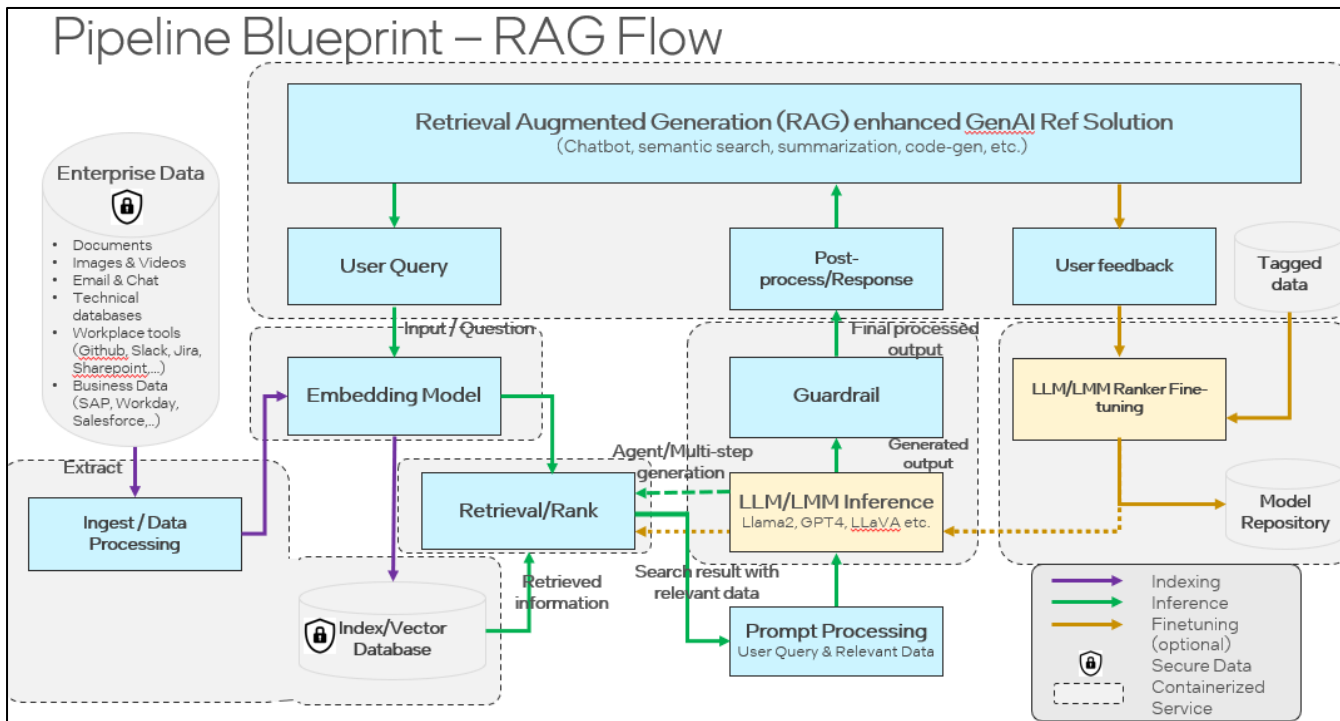 Pipeline Blueprint – RAG Flow
Retrieval Augmented Generation (RAG) enhanced GenAI Ref Solution
(Chatbot, semantic search, summarization, code-gen, etc.)
Enterprise Data
• Documents
• Images & Videos
• Email & Chat
• Technical
databases
• Workplace tools
(Github, Slack, Jira,
Sharepoint,...)
• Business Data
(SAP, Workday,
Salesforce,..)
User Query
Post-
process/Response
User feedback
Tagged
data
Input / Question
Final processed
output
Embedding Model
Guardrail
LLM/LMM Ranker Fine-
tuning
Extract
Agent/Multi-step
generation
Generated
output
Ingest / Data
Processing
Retrieval/Rank
LLM/LMM Inference
Llama2, GPT4, LLaVA etc.
Model
Repository
Retrieved
information
Search result with
relevant data
Index/Vector
Database
Prompt Processing
User Query & Relevant Data
Indexing
Inference
Finetuning
(optional)
Secure Data
Containerized
Service